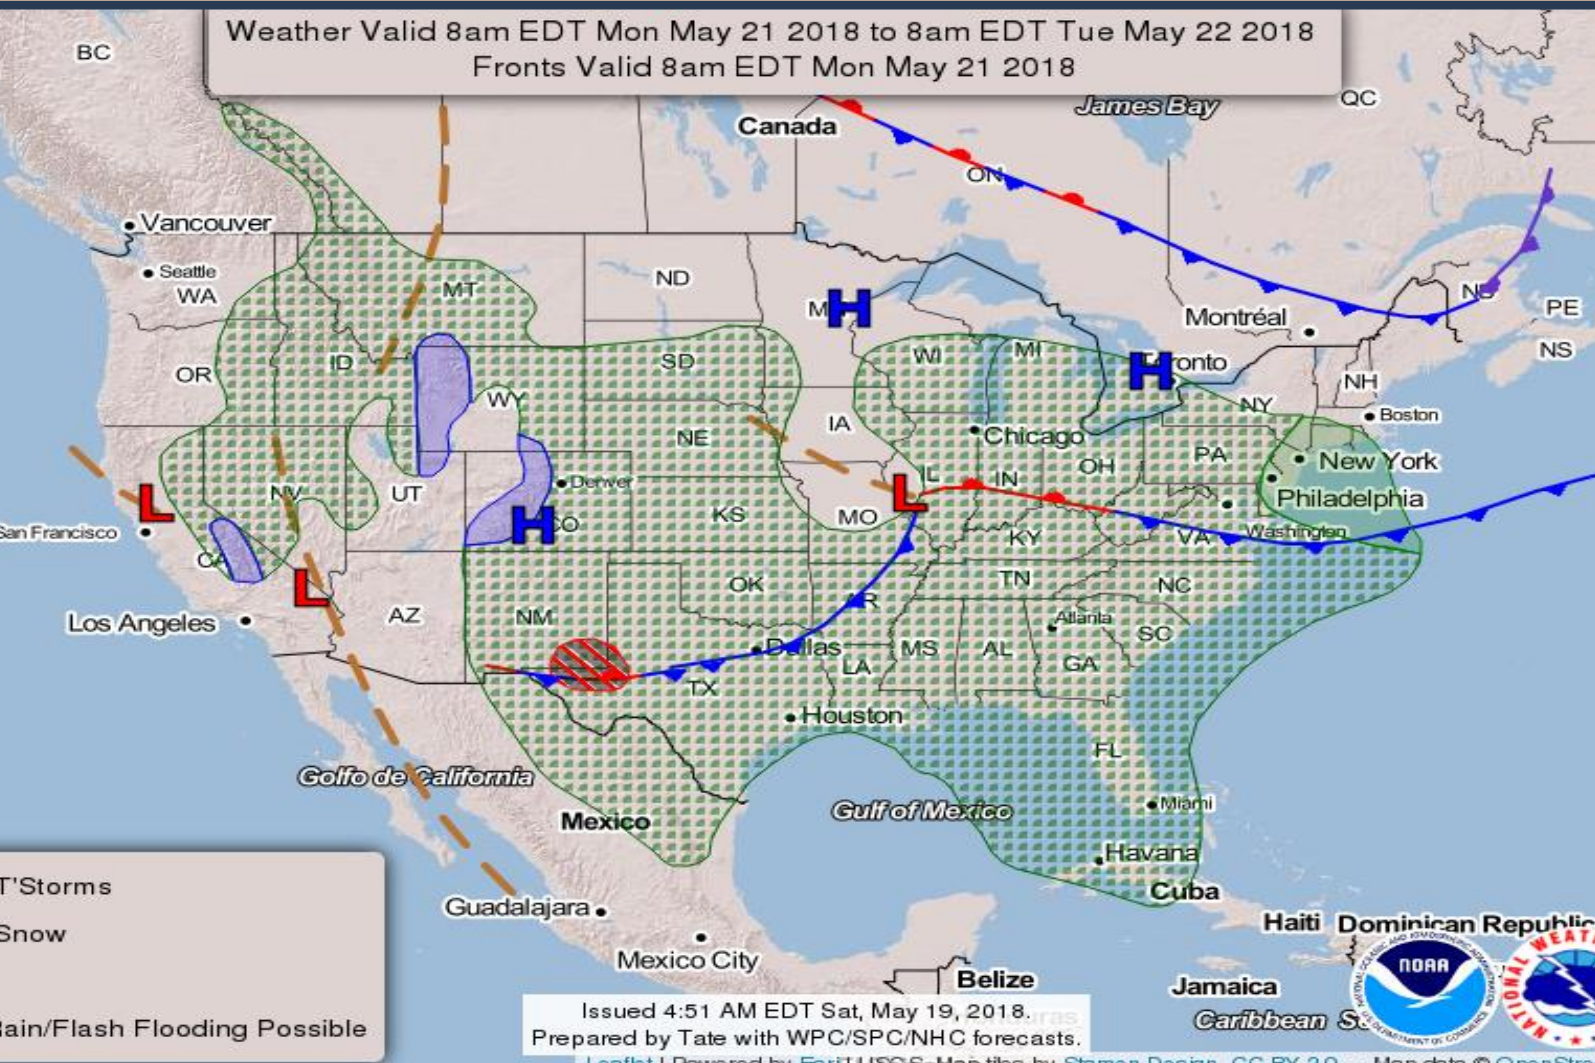 Weather Valid 8am EDT Mon May 21 2018 to 8am EDT Tue May 22 2018
Fronts Valid 8am EDT Mon May 21 2018
BC
QC
James Bay
Canada
ON
Vancouver
Seattle
WA
MT
ND
H
PE
Montréal
NS
OR
ID
SD
WI
MI
H
NH
WY
NY
Boston
IA
NE
Chicago
OH
PA
New York
Denver
NV
UT
L
IL
IN
L
Philadelphia
San Francisco
H
CO
KS
MO
KY
VA
Washington
CA
L
OK
TN
NC
Los Angeles
AZ
NM
AR
Atlanta
SC
Dallas
MS
AL
GA
LA
TX
Houston
FL
Golfo de California
Gulf of Mexico
Miami
Mexico
Havana
Cuba
T'Storms
Guadalajara
Haiti
Dominican Republic
Snow
Mexico City
NOAA
Belize
Jamaica
Caribbean
Rain/Flash Flooding Possible
Issued 4:51 AM EDT Sat, May 19, 2018.
Prepared by Tate with WPC/SPC/NHC forecasts.